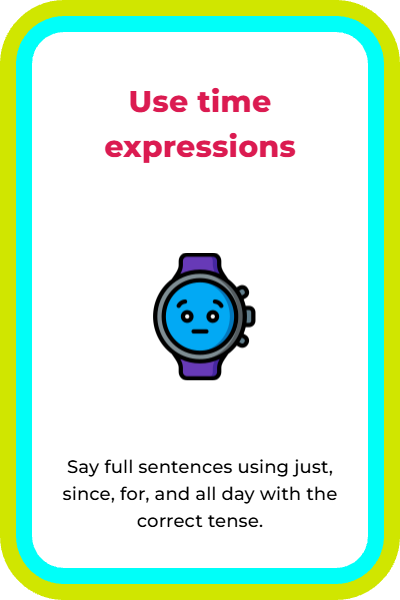 Use time
expressions
Say full sentences using just,
since, for, and all day with the
correct tense.